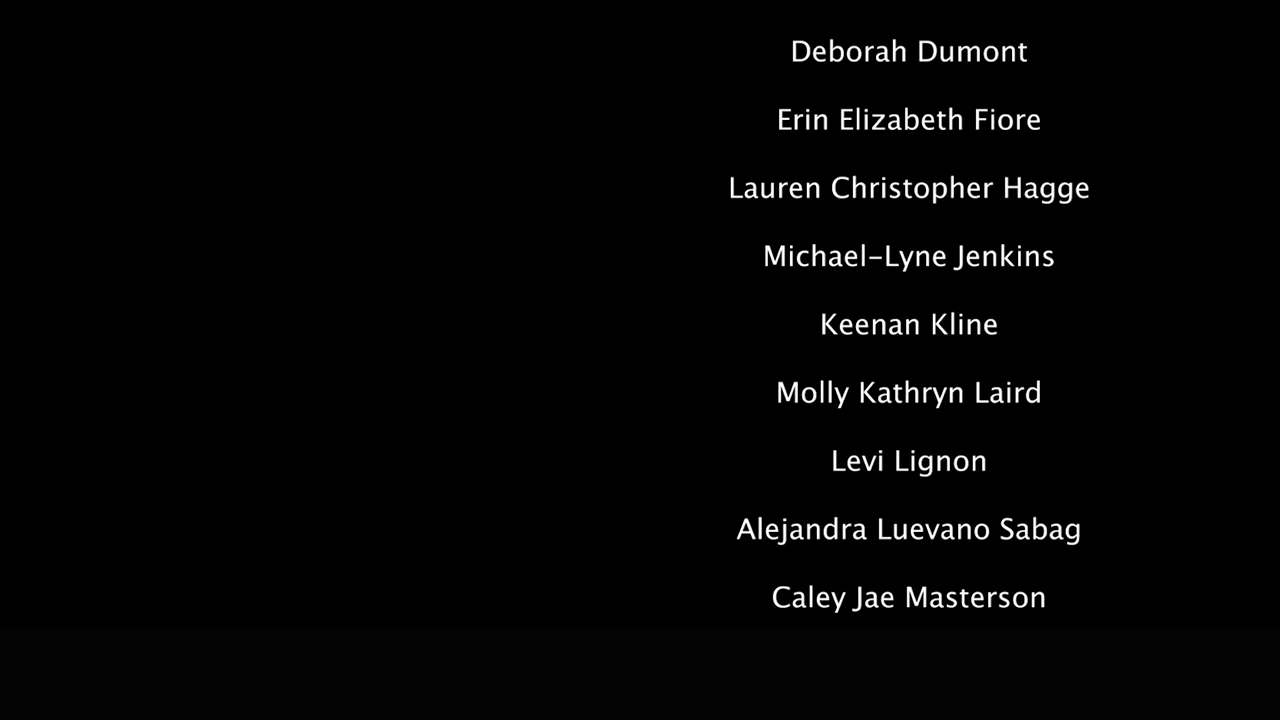 Deborah Dumont
Erin Elizabeth Fiore
Lauren Christopher Hagge
Michael-Lyne Jenkins
Keenan Kline
Molly Kathryn Laird
Levi Lignon
Alejandra Luevano Sabag
Caley Jae Masterson